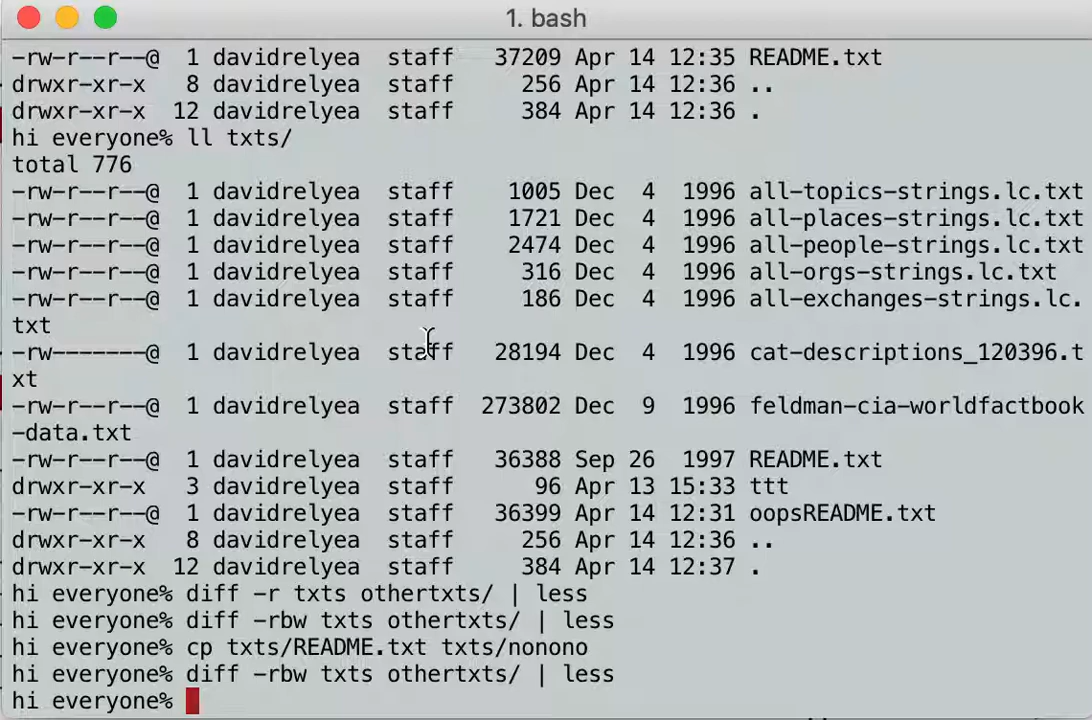 1. bash
-rw-r--r--@  1 davidrelyea  staff   37209 Apr 14 12:35 README.txt
drwxr-xr-x   8 davidrelyea  staff     256 Apr 14 12:36 ..
drwxr-xr-x  12 davidrelyea  staff     384 Apr 14 12:36 .
hi everyone% ll txts/
total 776
-rw-r--r--@  1 davidrelyea  staff    1005 Dec  4  1996 all-topics-strings.lc.txt
-rw-r--r--@  1 davidrelyea  staff    1721 Dec  4  1996 all-places-strings.lc.txt
-rw-r--r--@  1 davidrelyea  staff    2474 Dec  4  1996 all-people-strings.lc.txt
-rw-r--r--@  1 davidrelyea  staff     316 Dec  4  1996 all-orgs-strings.lc.txt
-rw-r--r--@  1 davidrelyea  staff     186 Dec  4  1996 all-exchanges-strings.lc.
txt
-rw-------@  1 davidrelyea  staff   28194 Dec  4  1996 cat-descriptions_120396.t
xt
-rw-r--r--@  1 davidrelyea  staff  273802 Dec  9  1996 feldman-cia-worldfactbook
-data.txt
-rw-r--r--@  1 davidrelyea  staff   36388 Sep 26  1997 README.txt
drwxr-xr-x   3 davidrelyea  staff      96 Apr 13 15:33 ttt
-rw-r--r--@  1 davidrelyea  staff   36399 Apr 14 12:31 oopsREADME.txt
drwxr-xr-x   8 davidrelyea  staff     256 Apr 14 12:36 ..
drwxr-xr-x  12 davidrelyea  staff     384 Apr 14 12:37 .
hi everyone% diff -r txts othertxts/ | less
hi everyone% diff -rbw txts othertxts/ | less
hi everyone% cp txts/README.txt txts/nonono
hi everyone% diff -rbw txts othertxts/ | less
hi everyone%